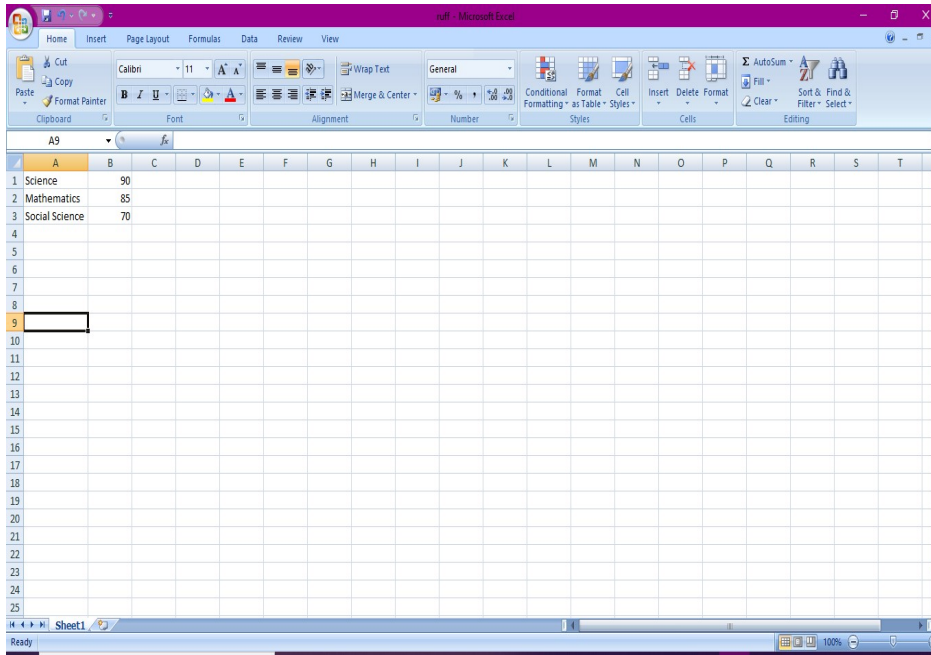 ruff - Microsoft Excel
Home Insert Page Layout Formulas Data Review View
Cut
Copy
Format Painter
Paste
Clipboard
Calibri 11
B I U
Font
Wrap Text
Merge & Center
Alignment
General
% ,
Number
Conditional Formatting
Format as Table
Cell Styles
Styles
Insert Delete Format
Cells
Σ AutoSum
Fill
Clear
Sort & Filter
Find & Select
Editing
A9 fx
A B C D E F G H I J K L M N O P Q R S T
1 Science 90
2 Mathematics 85
3 Social Science 70
4
5
6
7
8
9
10
11
12
13
14
15
16
17
18
19
20
21
22
23
24
25
Sheet1
Ready 100%